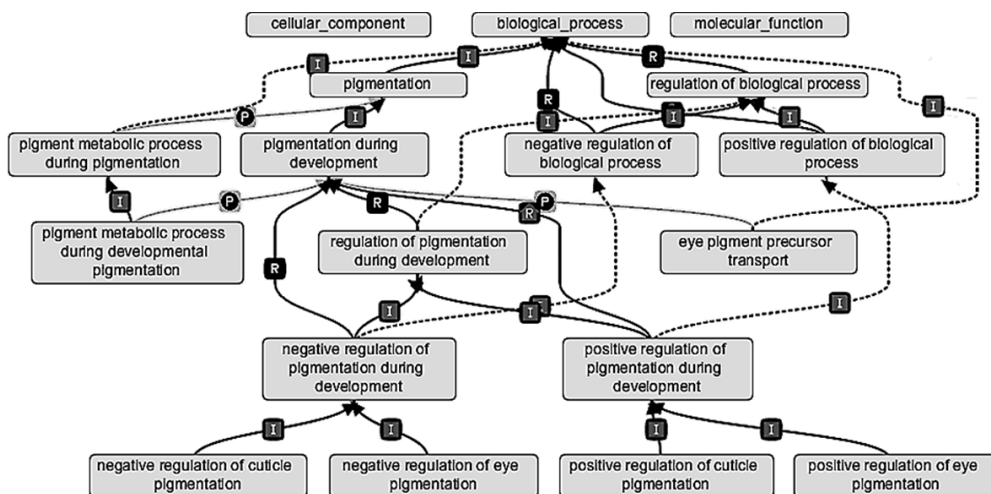 cellular_component
biological_process
molecular_function
I
I
R
pigmentation
regulation of biological process
P
I
R
I
I
I
I
pigment metabolic process
during pigmentation
pigmentation during
development
negative regulation of
biological process
positive regulation of biological
process
I
P
R
R
P
pigment metabolic process
during developmental
pigmentation
regulation of pigmentation
during development
eye pigment precursor
transport
R
I
I
I
negative regulation of
pigmentation during
development
positive regulation of
pigmentation during
development
I
I
I
I
negative regulation of cuticle
pigmentation
negative regulation of eye
pigmentation
positive regulation of cuticle
pigmentation
positive regulation of eye
pigmentation